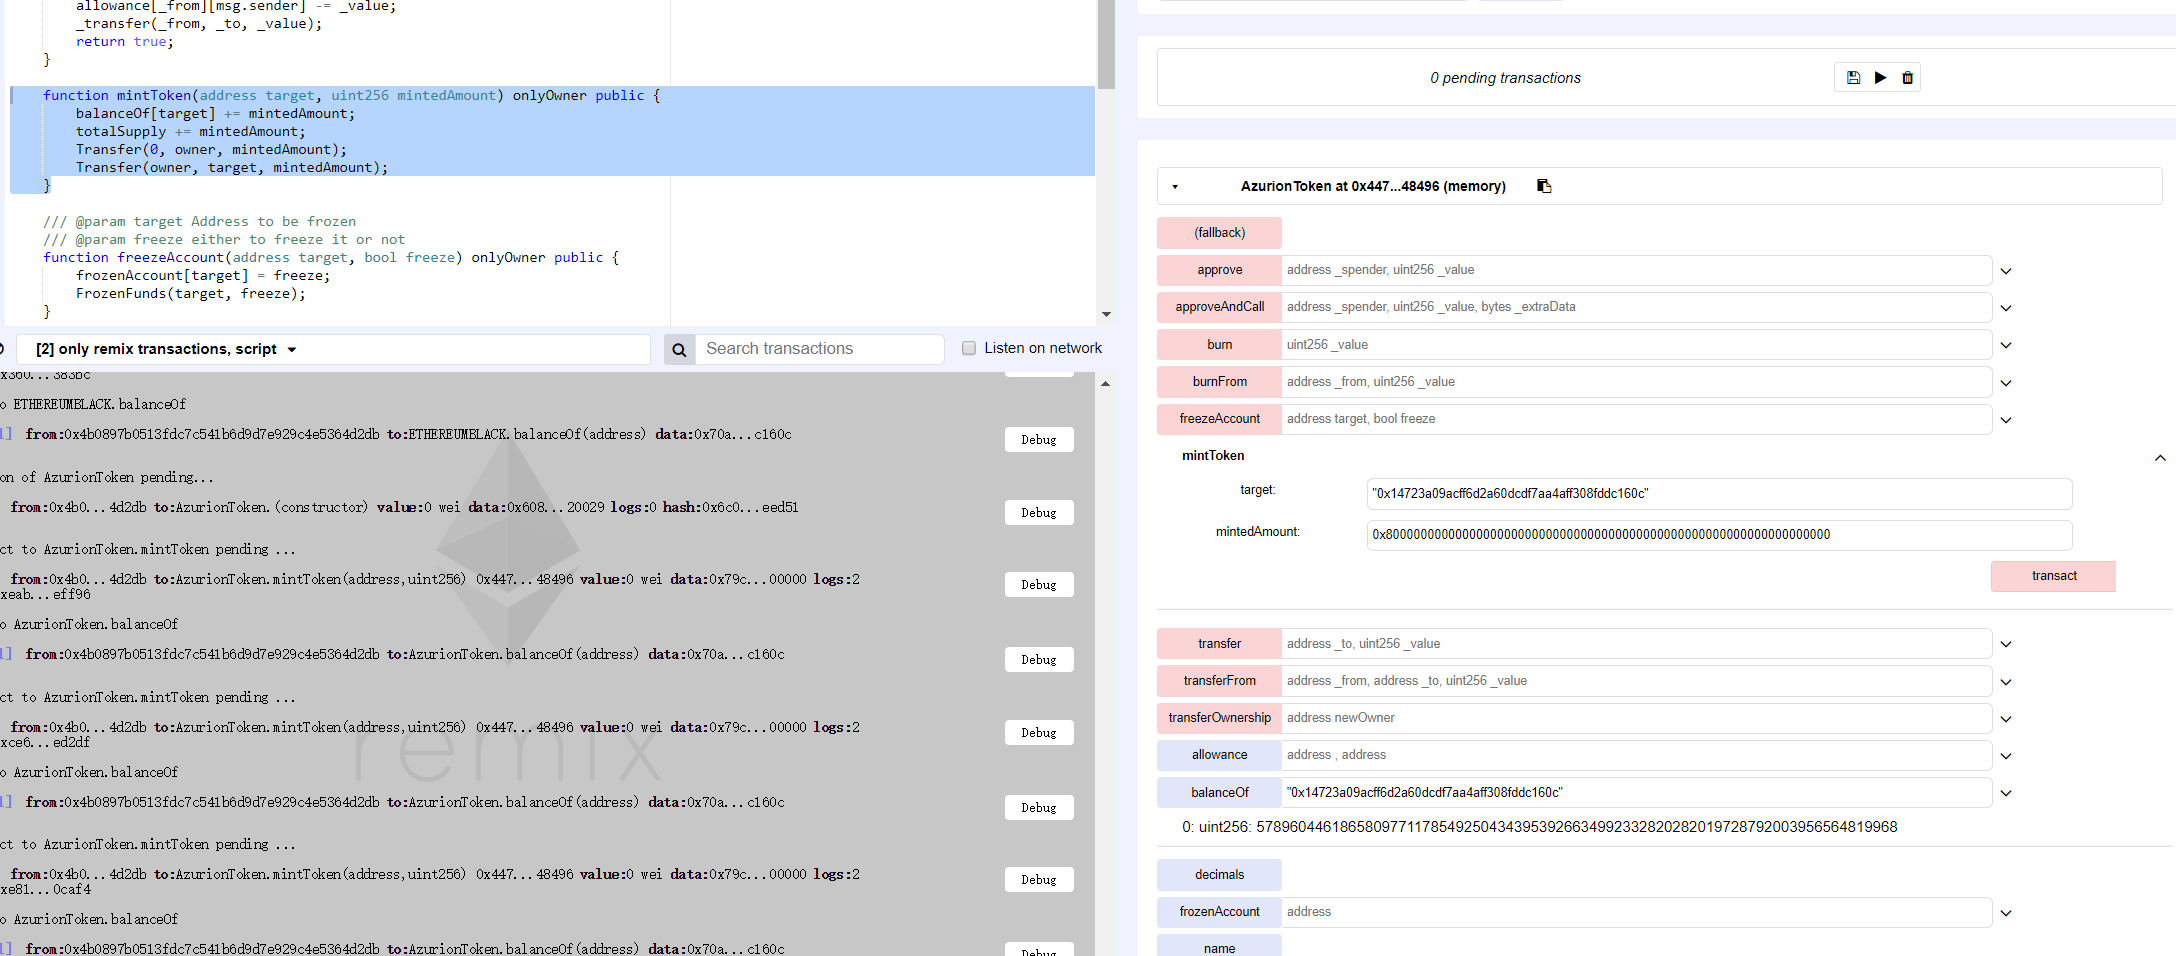 allowance[_from][msg.sender] -= _value;
_transfer(_from, _to, _value);
return true;
}
function mintToken(address target, uint256 mintedAmount) onlyOwner public {
balanceOf[target] += mintedAmount;
totalSupply += mintedAmount;
Transfer(0, owner, mintedAmount);
Transfer(owner, target, mintedAmount);
}
/// @param target Address to be frozen
/// @param freeze either to freeze it or not
function freezeAccount(address target, bool freeze) onlyOwner public {
frozenAccount[target] = freeze;
FrozenFunds(target, freeze);
}
[2] only remix transactions, script
Search transactions
Listen on network
x360...383bc
o ETHEREUMBLACK.balanceOf
l] from:0x4b0897b0513fdc7c541b6d9d7e929c4e5364d2db to:ETHEREUMBLACK.balanceOf(address) data:0x70a...c160c
Debug
on of AzurionToken pending...
from:0x4b0...4d2db to:AzurionToken.(constructor) value:0 wei data:0x608...20029 logs:0 hash:0x6c0...eed51
Debug
ct to AzurionToken.mintToken pending ...
from:0x4b0...4d2db to:AzurionToken.mintToken(address,uint256) 0x447...48496 value:0 wei data:0x79c...00000 logs:2
xeab...eff96
Debug
o AzurionToken.balanceOf
l] from:0x4b0897b0513fdc7c541b6d9d7e929c4e5364d2db to:AzurionToken.balanceOf(address) data:0x70a...c160c
Debug
ct to AzurionToken.mintToken pending ...
from:0x4b0...4d2db to:AzurionToken.mintToken(address,uint256) 0x447...48496 value:0 wei data:0x79c...00000 logs:2
xce6...ed2df
Debug
remix
o AzurionToken.balanceOf
l] from:0x4b0897b0513fdc7c541b6d9d7e929c4e5364d2db to:AzurionToken.balanceOf(address) data:0x70a...c160c
Debug
ct to AzurionToken.mintToken pending ...
from:0x4b0...4d2db to:AzurionToken.mintToken(address,uint256) 0x447...48496 value:0 wei data:0x79c...00000 logs:2
xe81...0caf4
Debug
o AzurionToken.balanceOf
l] from:0x4b0897b0513fdc7c541b6d9d7e929c4e5364d2db to:AzurionToken.balanceOf(address) data:0x70a...c160c
Debug
0 pending transactions
AzurionToken at 0x447...48496 (memory)
(fallback)
approve address _spender, uint256 _value
approveAndCall address _spender, uint256 _value, bytes _extraData
burn uint256 _value
burnFrom address _from, uint256 _value
freezeAccount address target, bool freeze
mintToken
target: "0x14723a09acff6d2a60dcdf7aa4aff308fddc160c"
mintedAmount: 0x8000000000000000000000000000000000000000000000000000000000000000
transact
transfer address _to, uint256 _value
transferFrom address _from, address _to, uint256 _value
transferOwnership address newOwner
allowance address , address
balanceOf "0x14723a09acff6d2a60dcdf7aa4aff308fddc160c"
0: uint256: 57896044618658097711785492504343953926634992332820282019728792003956564819968
decimals
frozenAccount address
name